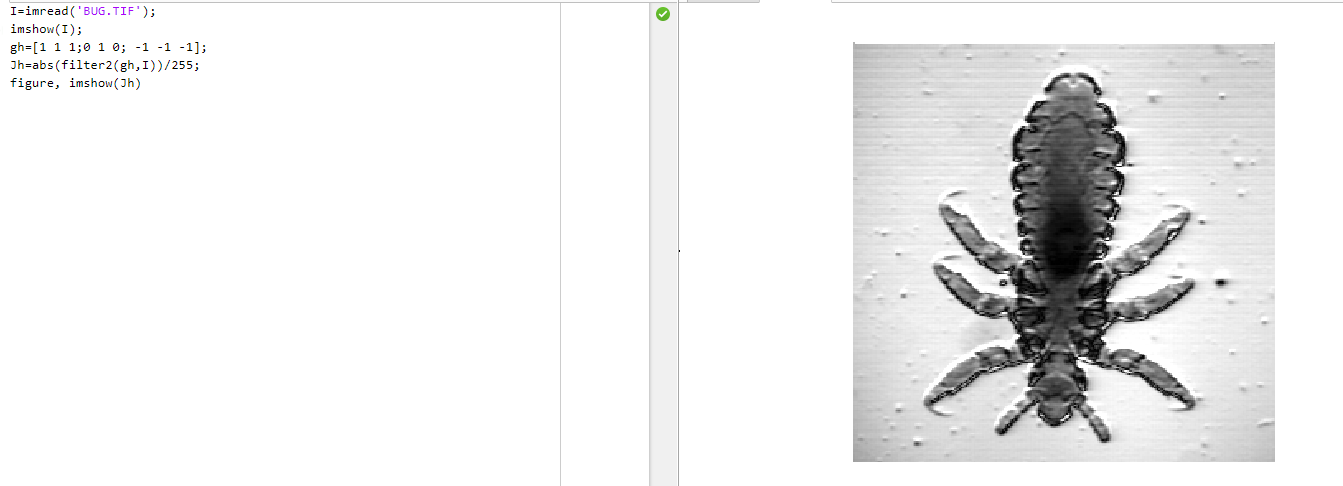 I=imread('BUG.TIF');
imshow(I);
gh=[1 1 1;0 1 0; -1 -1 -1];
Jh=abs(filter2(gh,I))/255;
figure, imshow(Jh)